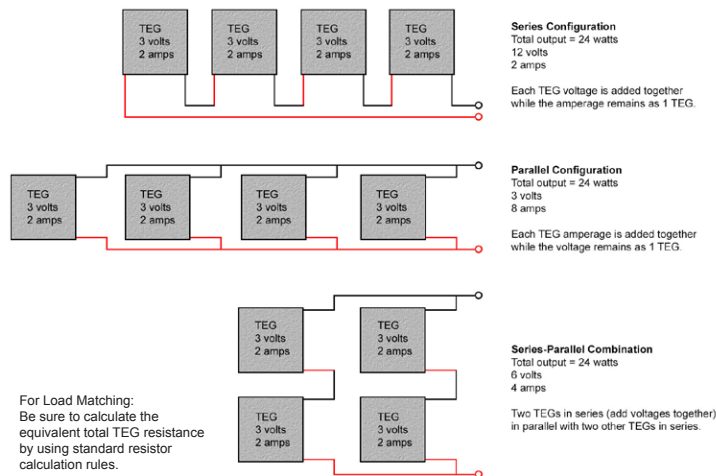 TEG
3 volts
2 amps
TEG
3 volts
2 amps
TEG
3 volts
2 amps
TEG
3 volts
2 amps
Series Configuration
Total output = 24 watts
12 volts
2 amps
Each TEG voltage is added together
while the amperage remains as 1 TEG.
TEG
3 volts
2 amps
TEG
3 volts
2 amps
TEG
3 volts
2 amps
TEG
3 volts
2 amps
Parallel Configuration
Total output = 24 watts
3 volts
8 amps
Each TEG amperage is added together
while the voltage remains as 1 TEG.
TEG
3 volts
2 amps
TEG
3 volts
2 amps
TEG
3 volts
2 amps
TEG
3 volts
2 amps
Series-Parallel Combination
Total output = 24 watts
6 volts
4 amps
Two TEGs in series (add voltages together)
in parallel with two other TEGs in series.
For Load Matching:
Be sure to calculate the
equivalent total TEG resistance
by using standard resistor
calculation rules.